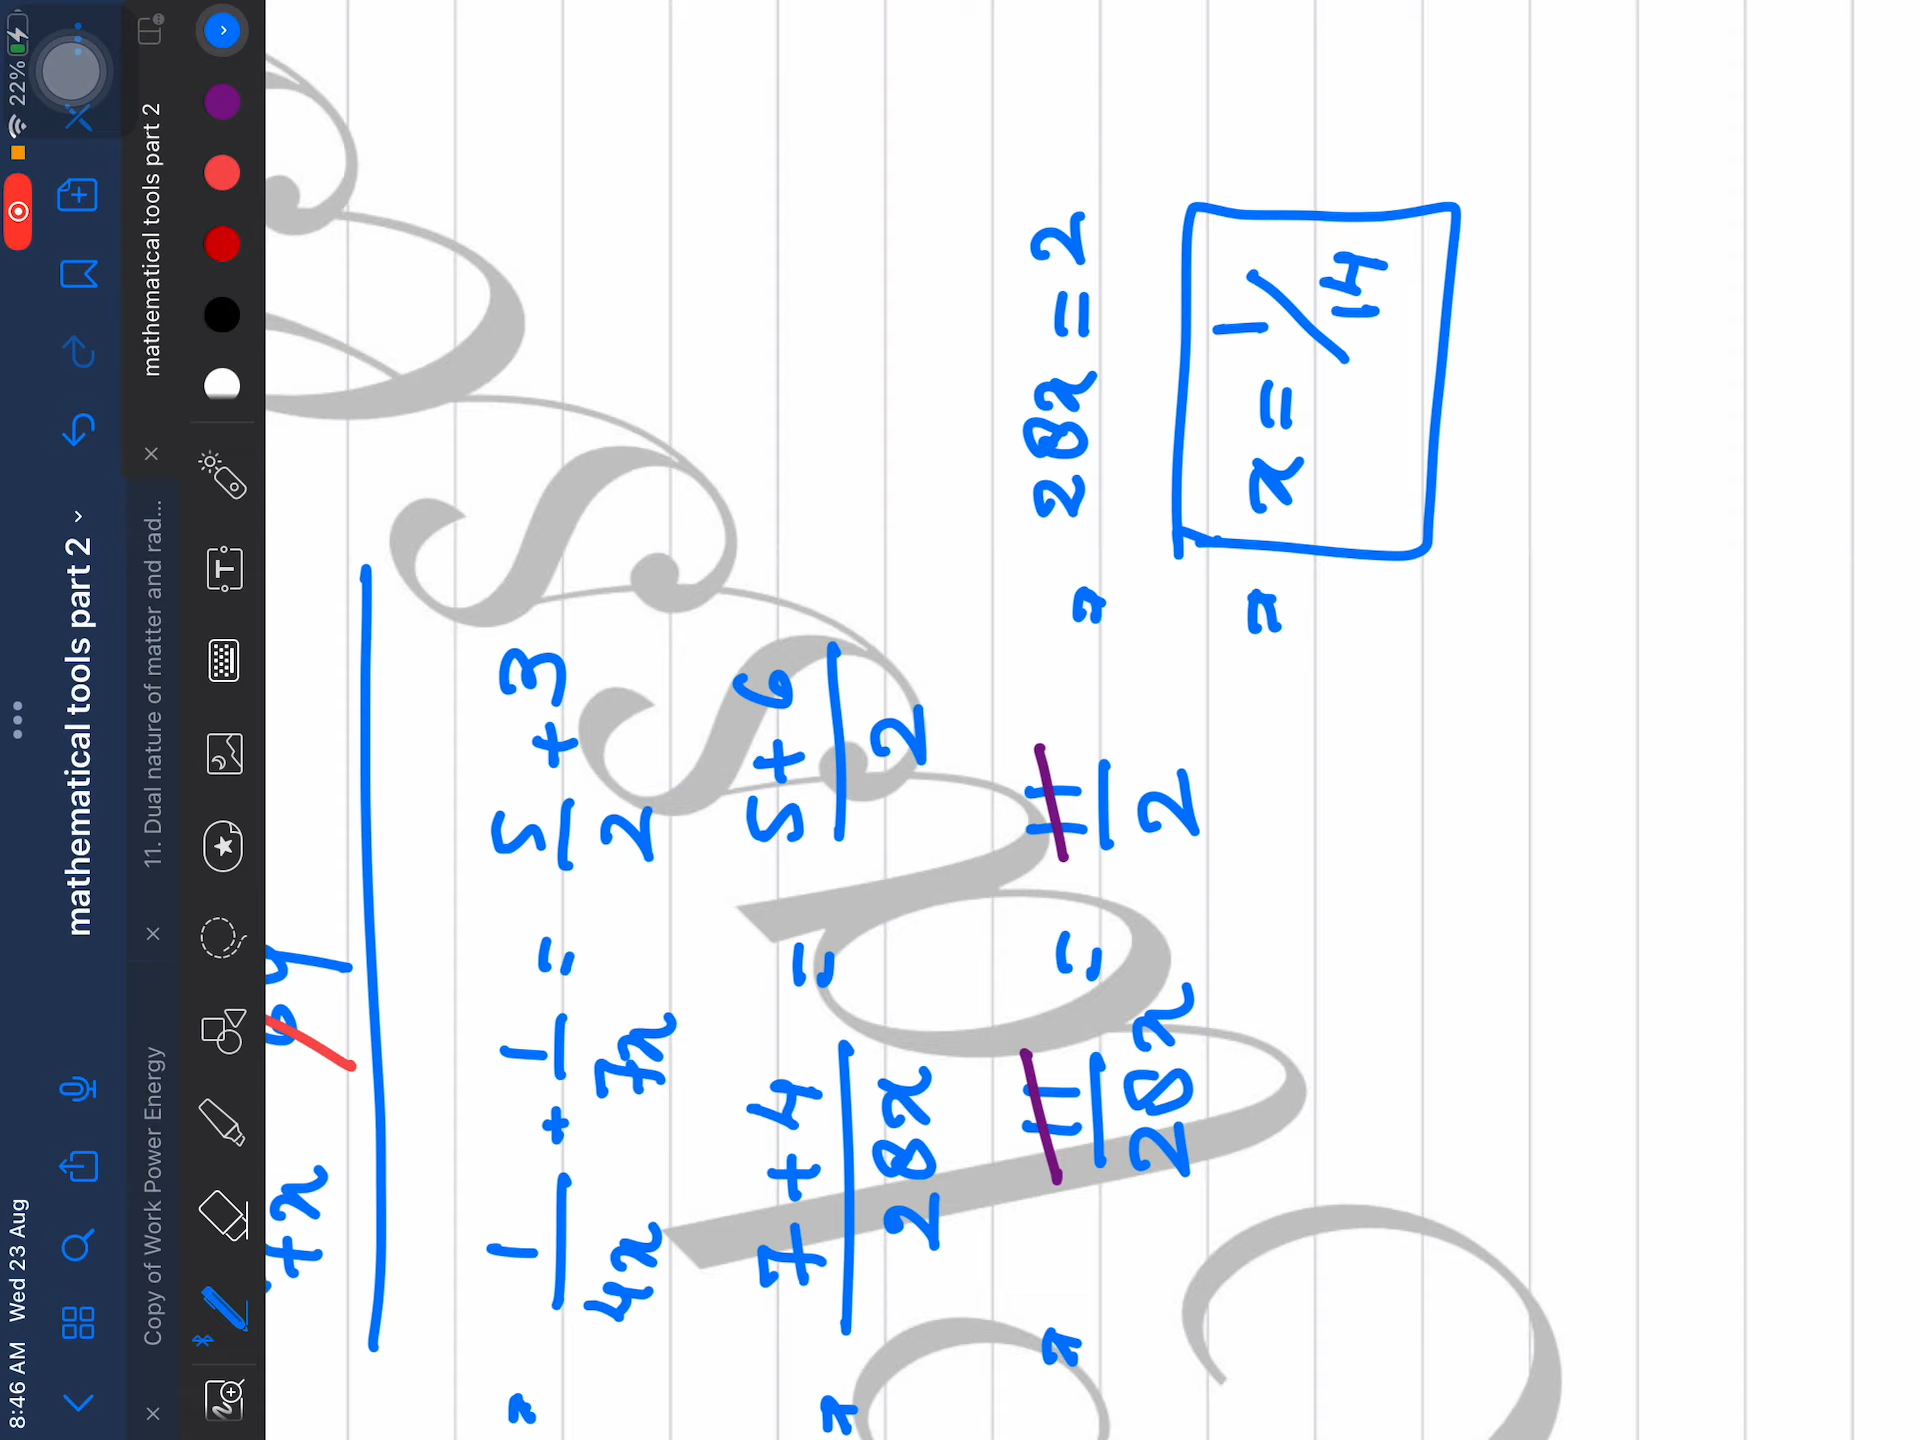 8:46 AM Wed 23 Aug
22%
mathematical tools part 2
Copy of Work Power Energy
11. Dual nature of matter and rad...
mathematical tools part 2
T
+x
⇒ 1/4x + 1/7x = 5/2 + 3
⇒ 7+4/28x = 5+6/2
⇒ 11/28x = 11/2
⇒ 28x = 2
⇒ x = 1/14